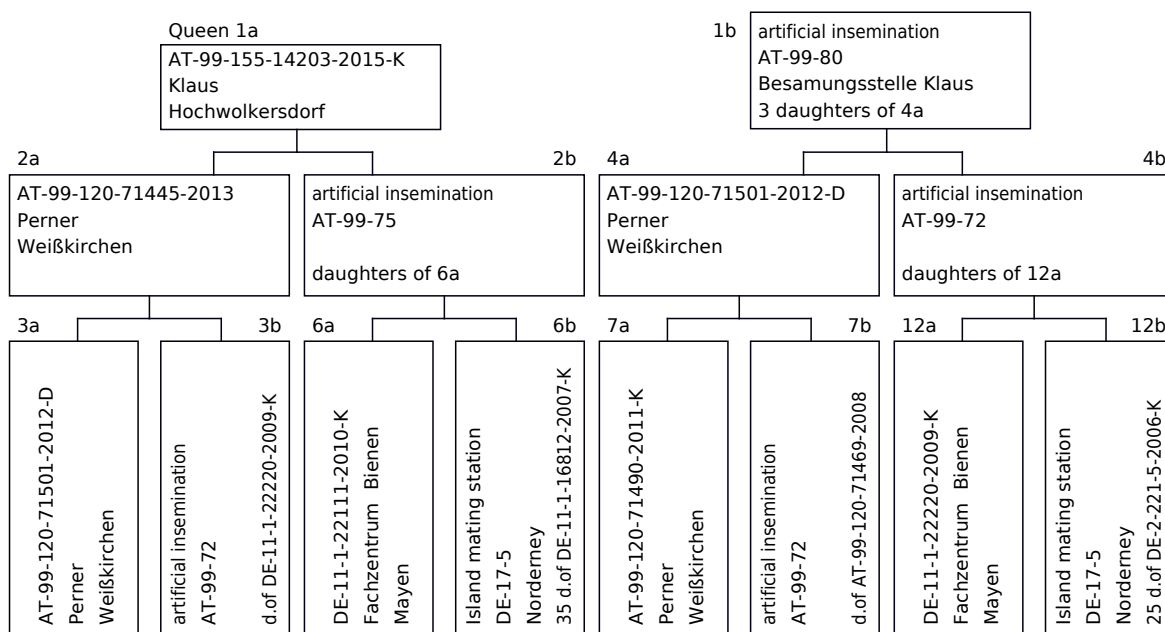 Queen 1a
AT-99-155-14203-2015-K
Klaus
Hochwolkersdorf
1b
artificial insemination
AT-99-80
Besamungsstelle Klaus
3 daughters of 4a
2a
AT-99-120-71445-2013
Perner
Weißkirchen
2b
artificial insemination
AT-99-75
daughters of 6a
4a
AT-99-120-71501-2012-D
Perner
Weißkirchen
4b
artificial insemination
AT-99-72
daughters of 12a
3a
AT-99-120-71501-2012-D
Perner
Weißkirchen
3b
artificial insemination
AT-99-72
d.of DE-11-1-22220-2009-K
6a
DE-11-1-22111-2010-K
Fachzentrum Bienen
Mayen
6b
Island mating station
DE-17-5
Norderney
35 d.of DE-11-1-16812-2007-K
7a
AT-99-120-71490-2011-K
Perner
Weißkirchen
7b
artificial insemination
AT-99-72
d.of AT-99-120-71469-2008
12a
DE-11-1-22220-2009-K
Fachzentrum Bienen
Mayen
12b
Island mating station
DE-17-5
Norderney
25 d.of DE-2-221-5-2006-K